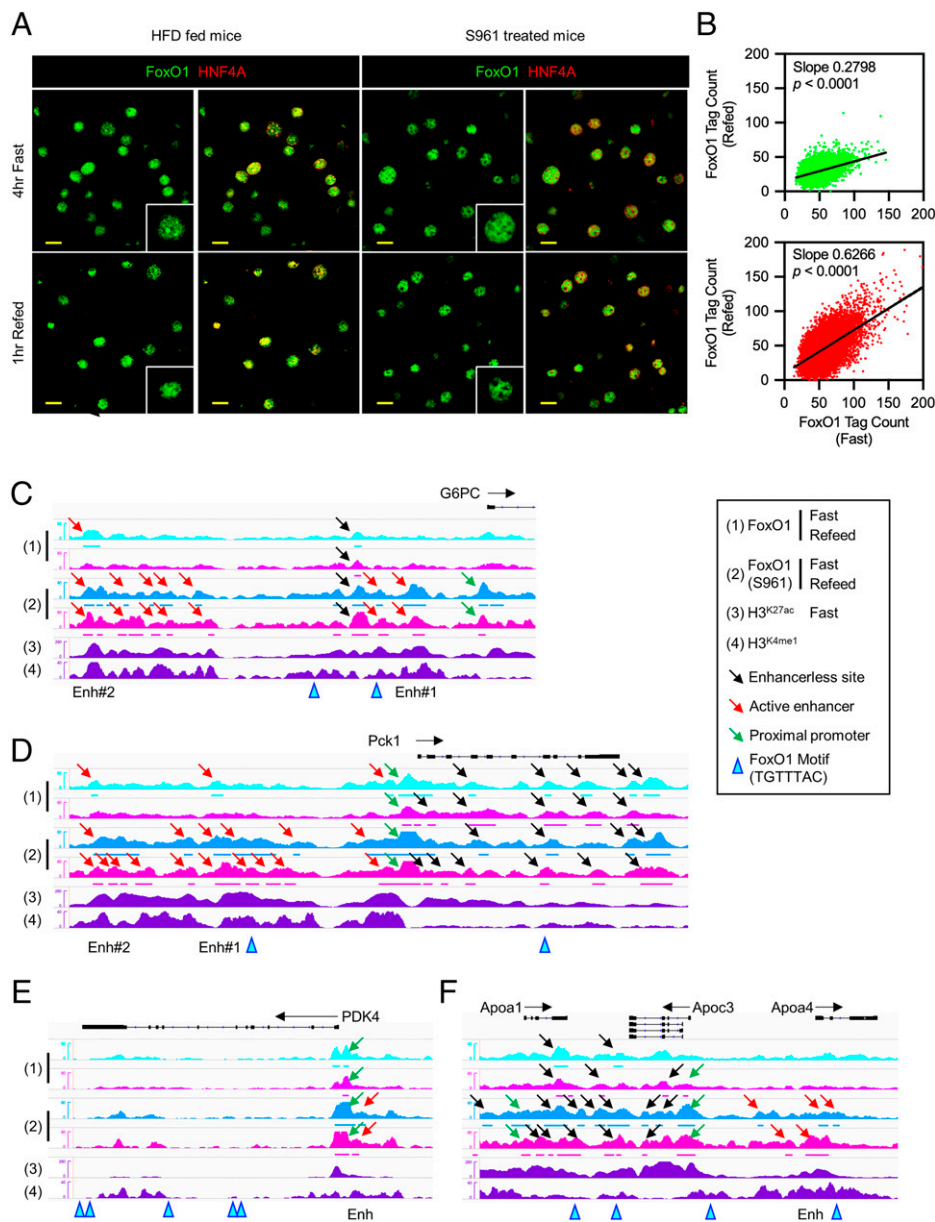 A
HFD fed mice
S961 treated mice
FoxO1 HNF4A
FoxO1 HNF4A
4hr Fast
1hr Refed
B
Slope 0.2798
p < 0.0001
FoxO1 Tag Count
(Refed)
200
150
100
50
0
0 50 100 150 200
Slope 0.6266
p < 0.0001
FoxO1 Tag Count
(Refed)
200
150
100
50
0
0 50 100 150 200
FoxO1 Tag Count
(Fast)
C
G6PC
(1)
(2)
(3)
(4)
Enh#2
Enh#1
(1) FoxO1
Fast
Refeed
(2) FoxO1
(S961)
Fast
Refeed
(3) H3K27ac Fast
(4) H3K4me1
Enhancerless site
Active enhancer
Proximal promoter
FoxO1 Motif
(TGTTTAC)
D
Pck1
(1)
(2)
(3)
(4)
Enh#2
Enh#1
E
PDK4
(1)
(2)
(3)
(4)
Enh
F
Apoa1
Apoc3
Apoa4
(1)
(2)
(3)
(4)
Enh